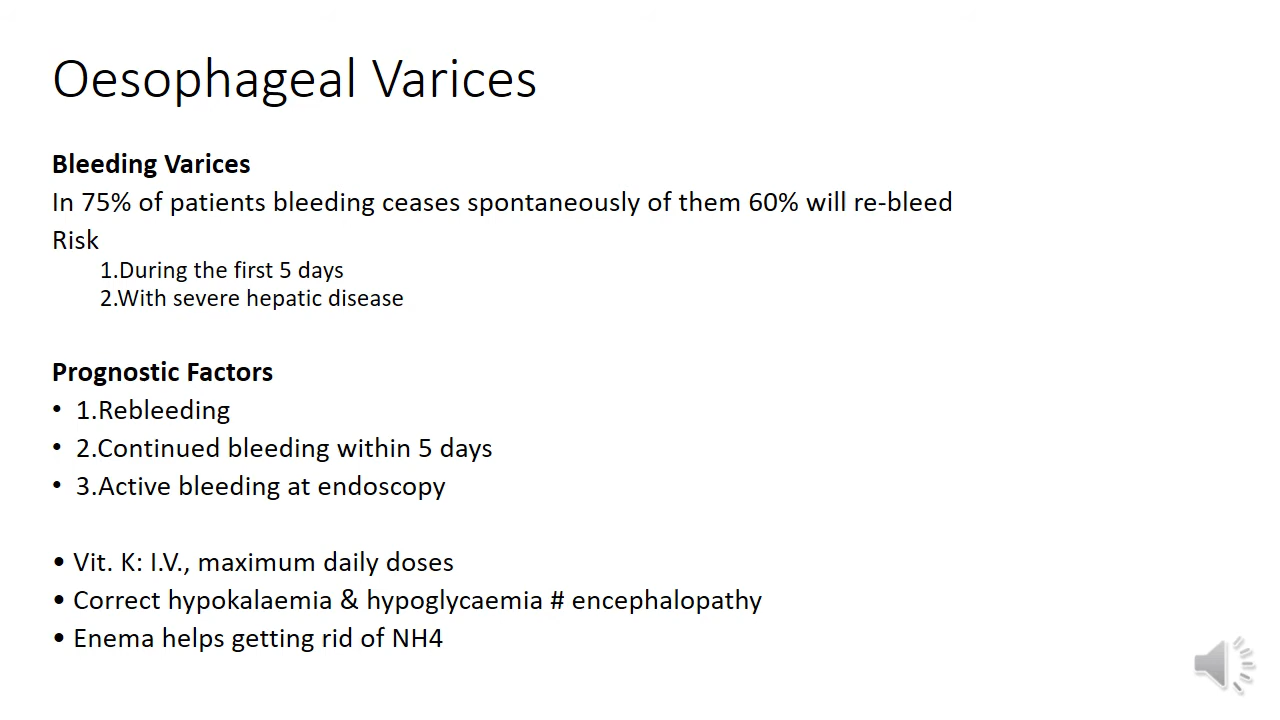 Oesophageal Varices
Bleeding Varices
In 75% of patients bleeding ceases spontaneously of them 60% will re-bleed
Risk
1.During the first 5 days
2.With severe hepatic disease
Prognostic Factors
• 1.Rebleeding
• 2.Continued bleeding within 5 days
• 3.Active bleeding at endoscopy
• Vit. K: I.V., maximum daily doses
• Correct hypokalaemia & hypoglycaemia # encephalopathy
• Enema helps getting rid of NH4